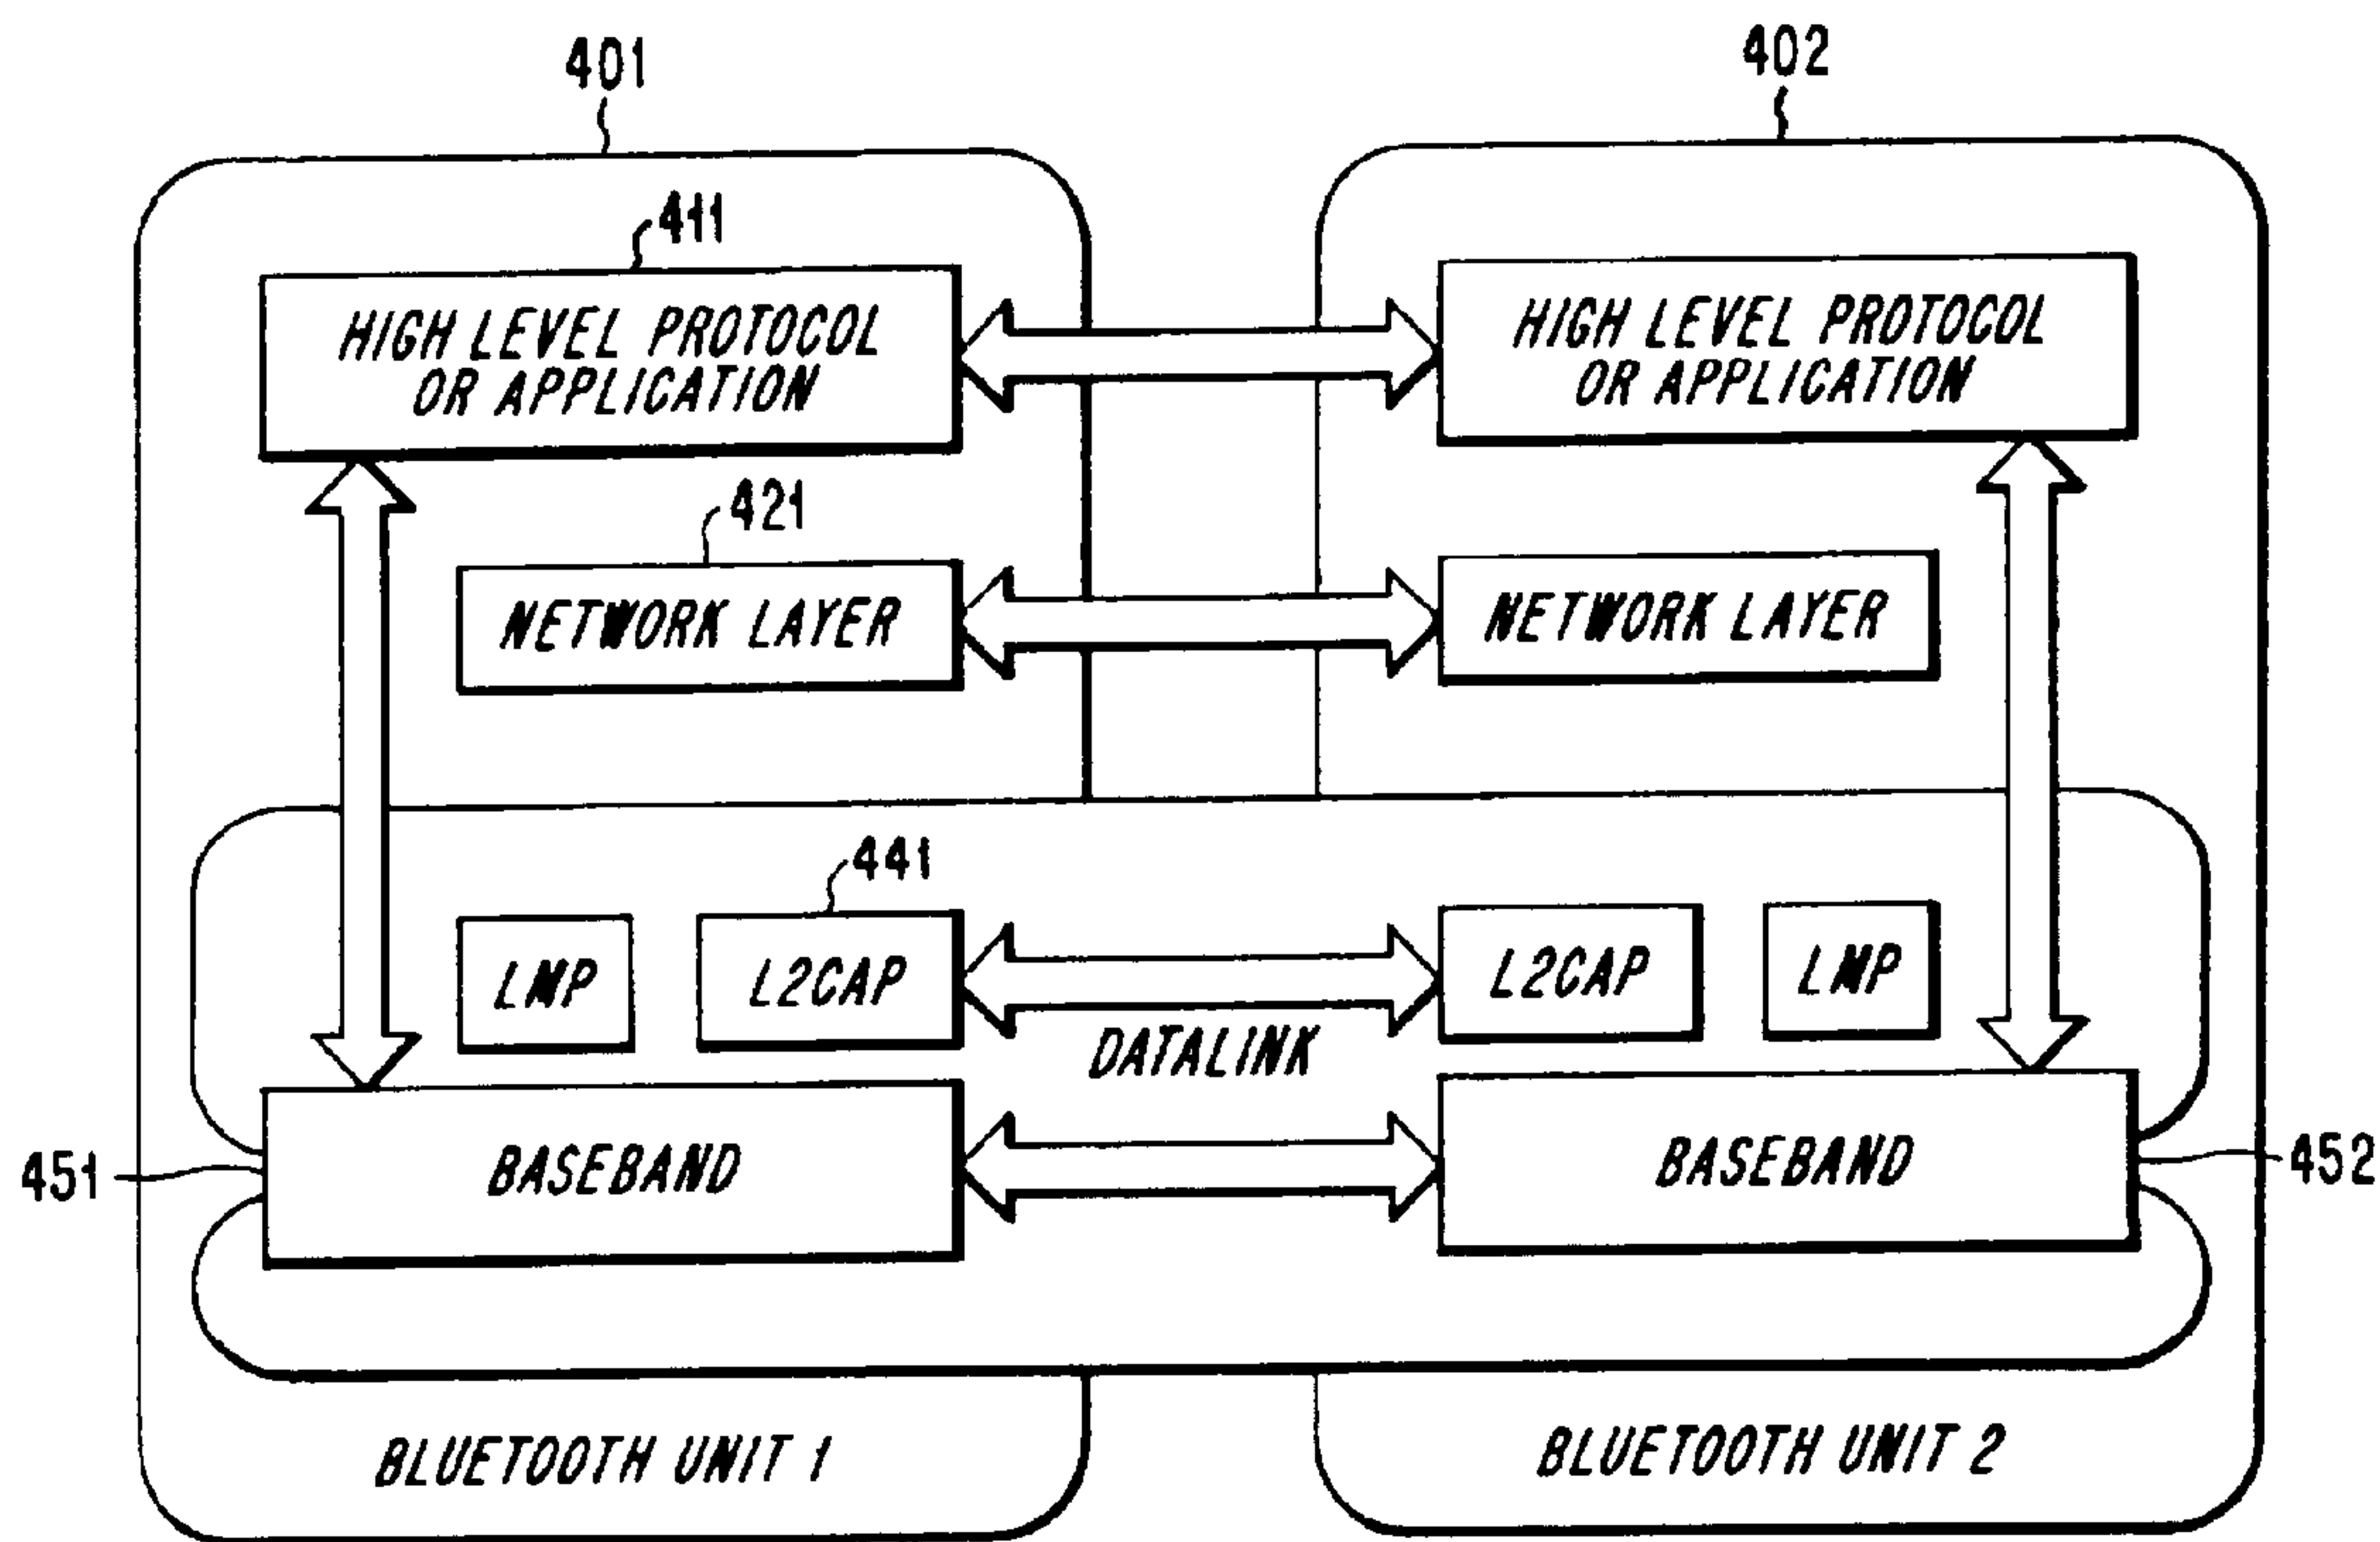 401
402
411
HIGH LEVEL PROTOCOL
OR APPLICATION
HIGH LEVEL PROTOCOL
OR APPLICATION
421
NETWORK LAYER
NETWORK LAYER
441
LMP
L2CAP
L2CAP
LMP
DATALINK
451
BASEBAND
BASEBAND
452
BLUETOOTH UNIT 1
BLUETOOTH UNIT 2